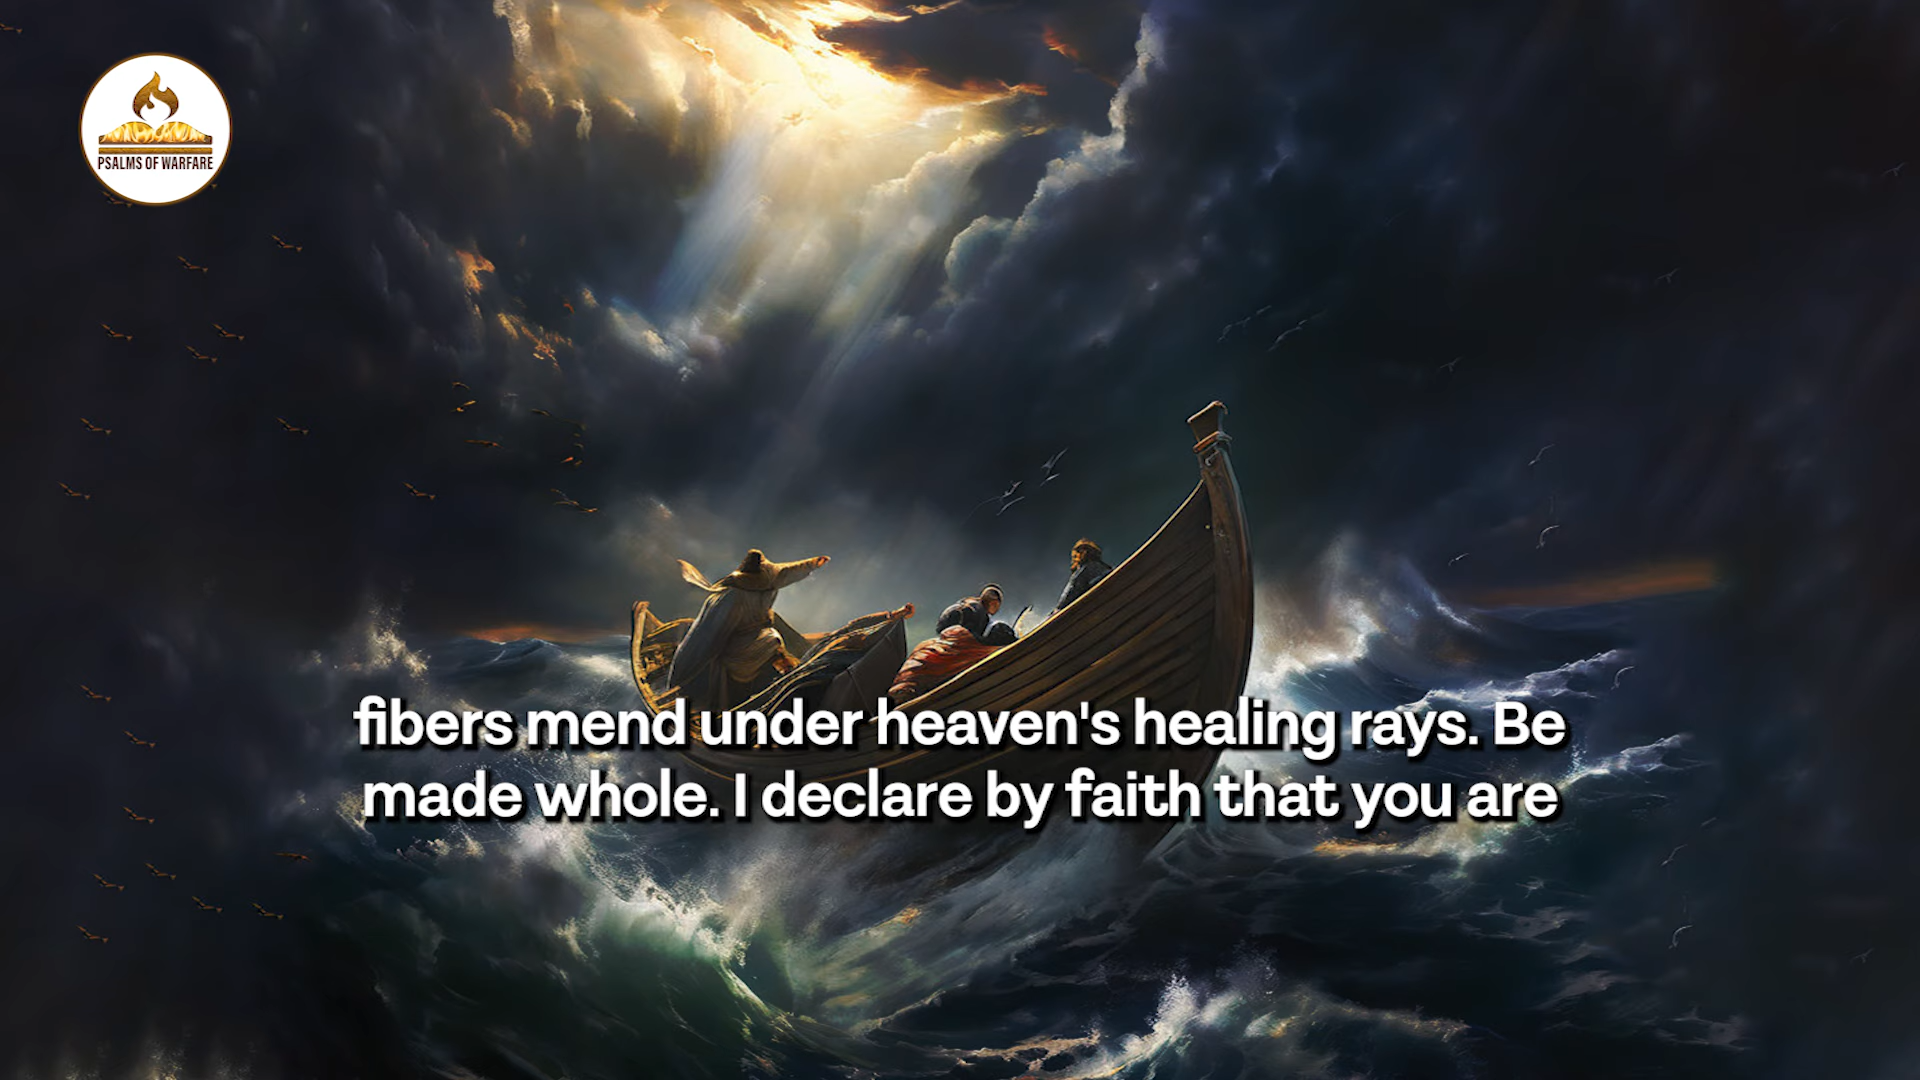 PSALMS OF WARFARE
fibers mend under heaven's healing rays. Be
made whole. I declare by faith that you are